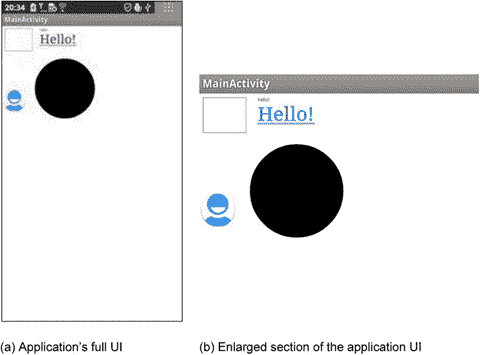 20:34
MainActivity
Hello!
Hello!
MainActivity
Hello!
Hello!
(a) Application's full UI
(b) Enlarged section of the application UI